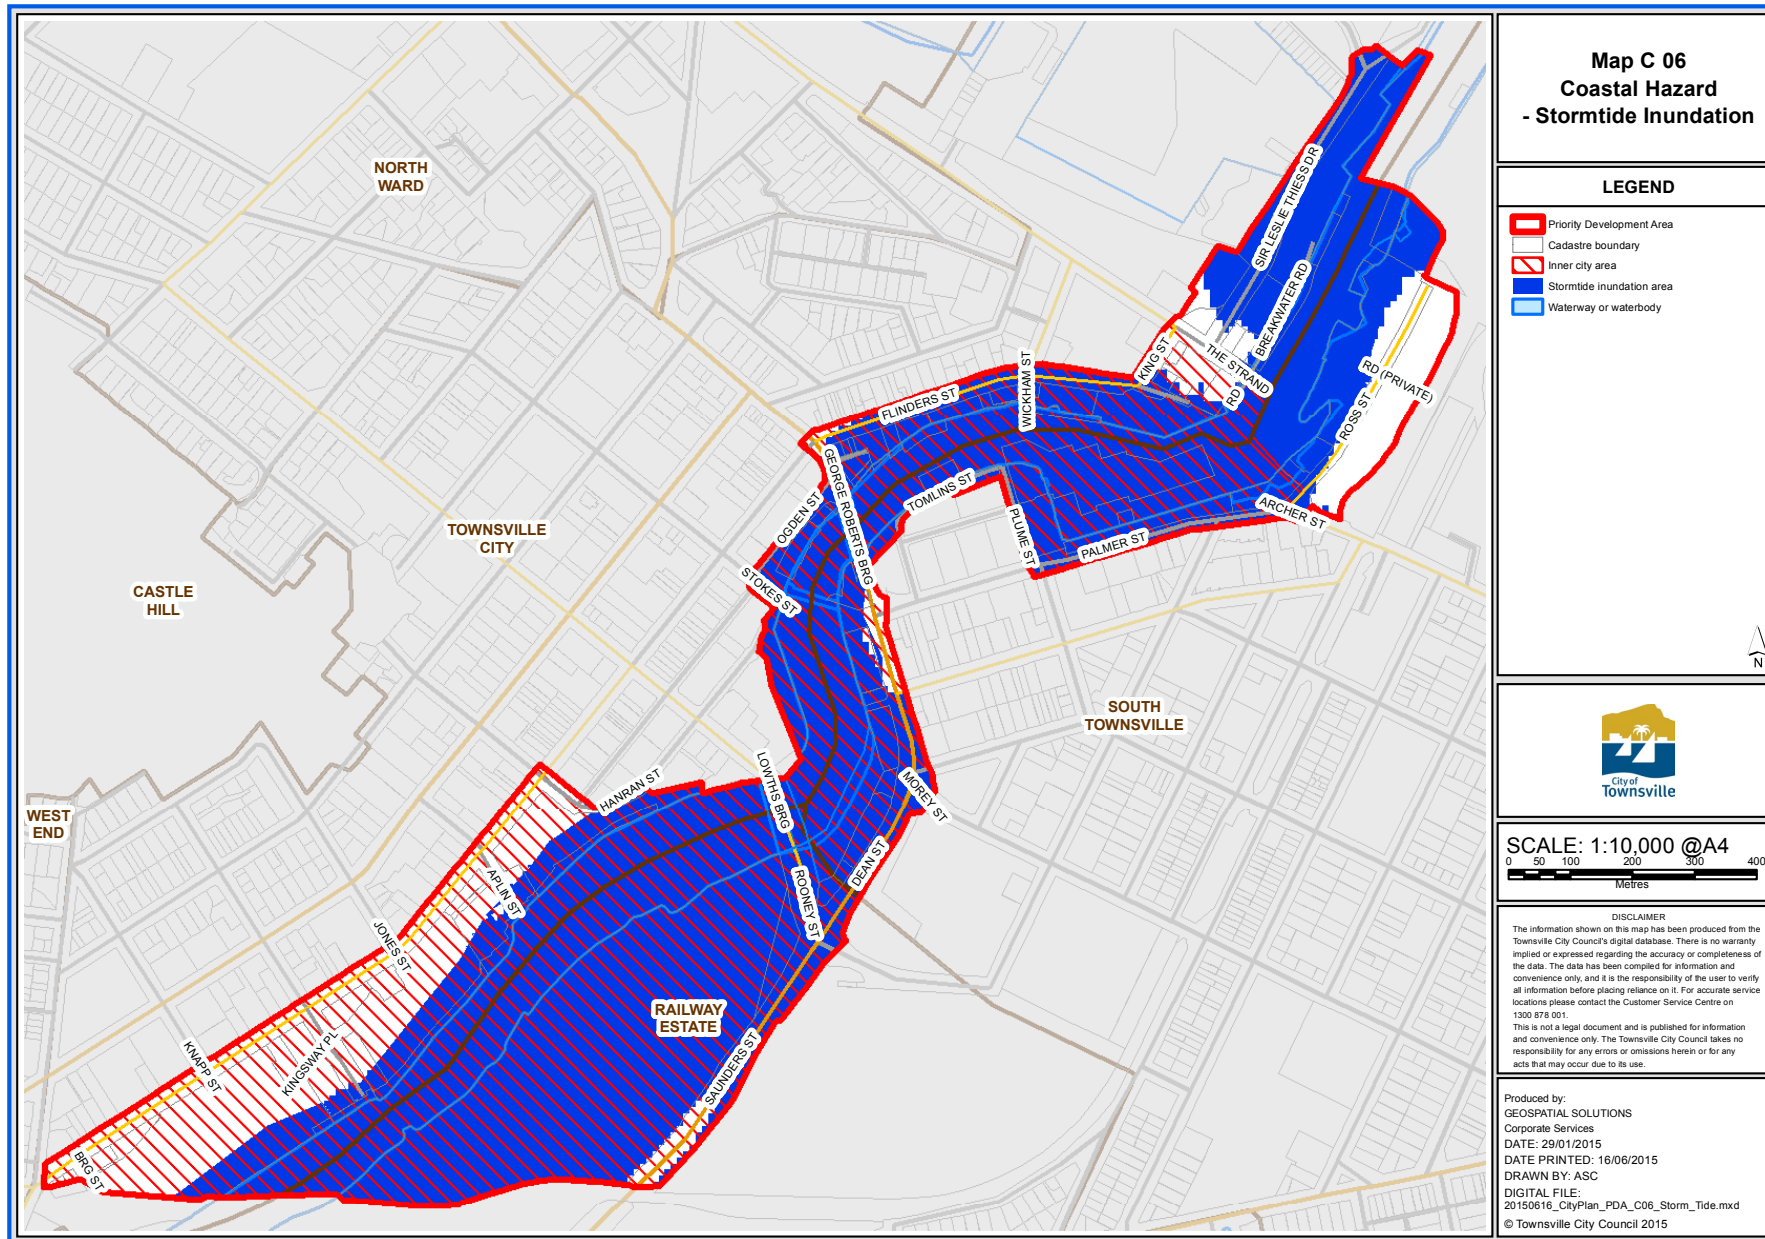 Map C 06
Coastal Hazard
- Stormtide Inundation
LEGEND
Priority Development Area
Cadastre boundary
Inner city area
Stormtide inundation area
Waterway or waterbody
N
City of
Townsville
SCALE: 1:10,000 @A4
0 50 100 200 300 400
Metres
DISCLAIMER
The information shown on this map has been produced from the
Townsville City Council's digital database. There is no warranty
implied or expressed regarding the accuracy or completeness of
the data. The data has been compiled for information and
convenience only, and it is the responsibility of the user to verify
all information before placing reliance on it. For accurate service
locations please contact the Customer Service Centre on
1300 878 001.
This is not a legal document and is published for information
and convenience only. The Townsville City Council takes no
responsibility for any errors or omissions herein or for any
acts that may occur due to its use.
Produced by:
GEOSPATIAL SOLUTIONS
Corporate Services
DATE: 29/01/2015
DATE PRINTED: 16/06/2015
DRAWN BY: ASC
DIGITAL FILE:
20150616_CityPlan_PDA_C06_Storm_Tide.mxd
© Townsville City Council 2015
NORTH
WARD
TOWNSVILLE
CITY
CASTLE
HILL
WEST
END
SOUTH
TOWNSVILLE
RAILWAY
ESTATE
SIR LESLIE THIESS DR
BREAKWATER RD
THE STRAND
KING ST
RD
RD (PRIVATE)
ROSS ST
ARCHER ST
FLINDERS ST
WICKHAM ST
GEORGE ROBERTS BRG
TOMLINS ST
OGDEN ST
PLUME ST
PALMER ST
STOKES ST
LOWTHS BRG
MOREY ST
HANRAN ST
DEAN ST
ROONEY ST
APLIN ST
JONES ST
KINGSWAY PL
KNAPP ST
SAUNDERS ST
BRG ST